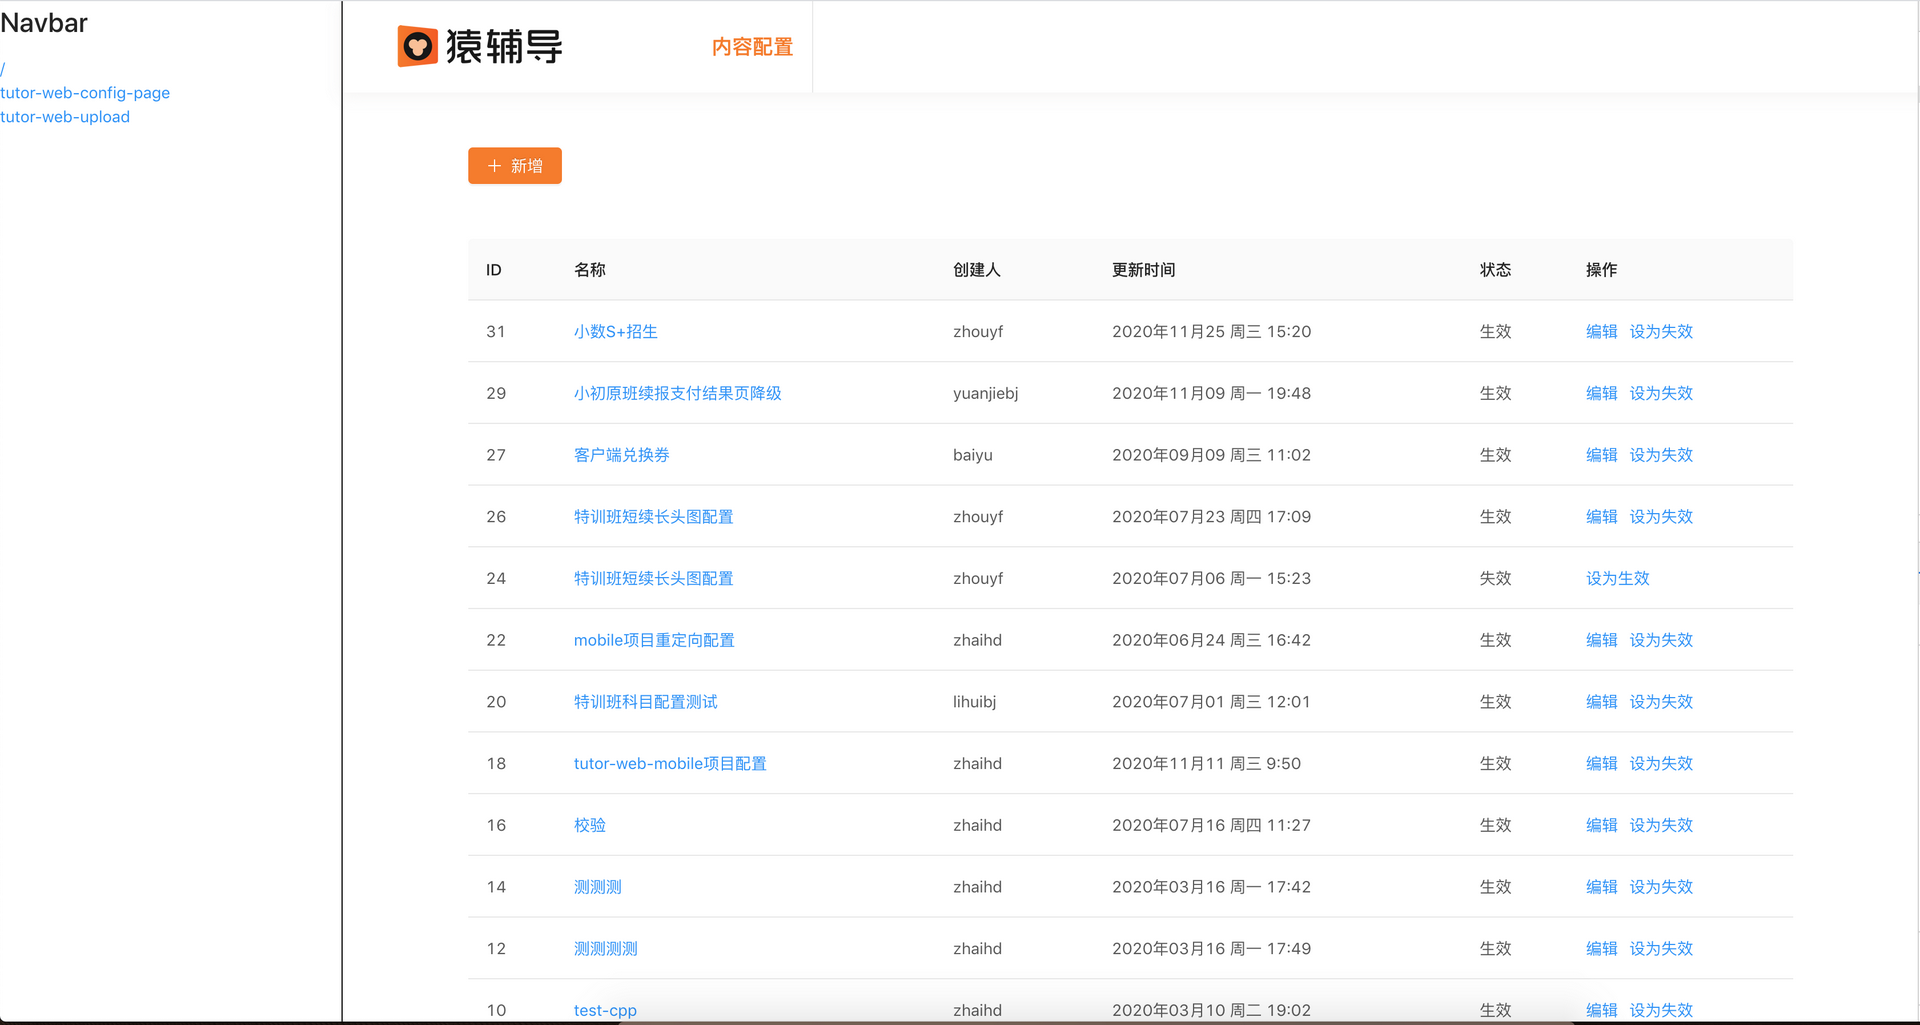 Navbar
/
tutor-web-config-page
tutor-web-upload
猿辅导
内容配置
新增
ID 名称 创建人 更新时间 状态 操作
31 小数S+招生 zhouyf 2020年11月25 周三 15:20 生效 编辑 设为失效
29 小初原班续报支付结果页降级 yuanjiebj 2020年11月09 周一 19:48 生效 编辑 设为失效
27 客户端兑换券 baiyu 2020年09月09 周三 11:02 生效 编辑 设为失效
26 特训班短续长头图配置 zhouyf 2020年07月23 周四 17:09 生效 编辑 设为失效
24 特训班短续长头图配置 zhouyf 2020年07月06 周一 15:23 失效 设为生效
22 mobile项目重定向配置 zhaihd 2020年06月24 周三 16:42 生效 编辑 设为失效
20 特训班科目配置测试 lihuibj 2020年07月01 周三 12:01 生效 编辑 设为失效
18 tutor-web-mobile项目配置 zhaihd 2020年11月11 周三 9:50 生效 编辑 设为失效
16 校验 zhaihd 2020年07月16 周四 11:27 生效 编辑 设为失效
14 测测测 zhaihd 2020年03月16 周一 17:42 生效 编辑 设为失效
12 测测测测 zhaihd 2020年03月16 周一 17:49 生效 编辑 设为失效
10 test-cpp zhaihd 2020年03月10 周二 19:02 生效 编辑 设为失效